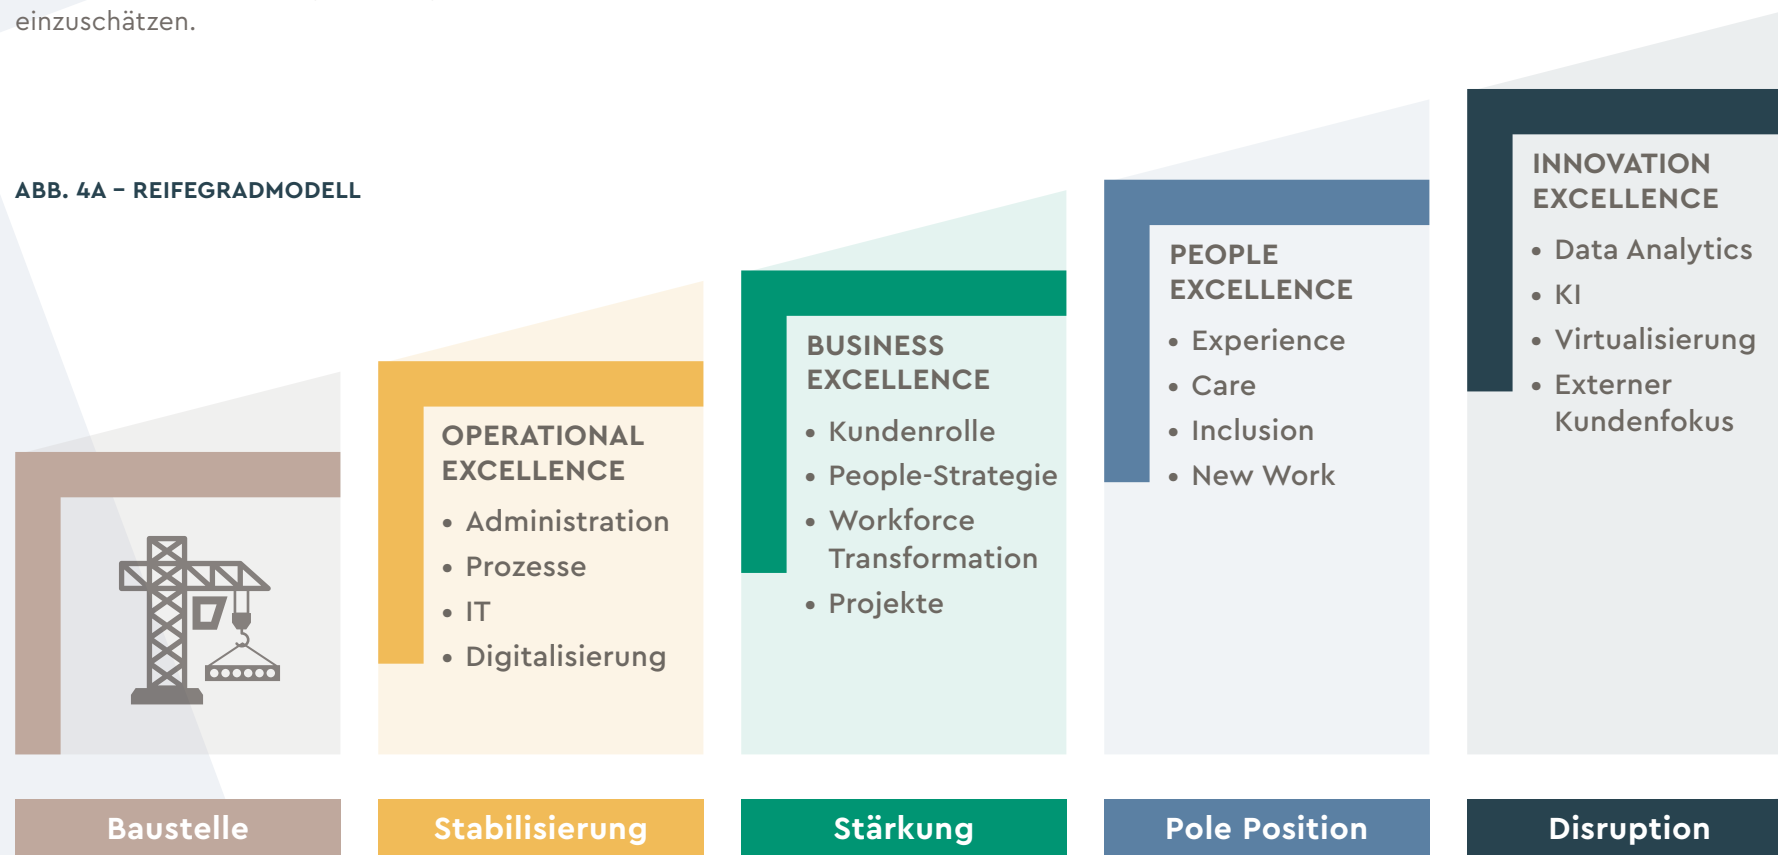 einzuschätzen.
ABB. 4A – REIFEGRADMODELL
OPERATIONAL
EXCELLENCE
• Administration
• Prozesse
• IT
• Digitalisierung
BUSINESS
EXCELLENCE
• Kundenrolle
• People-Strategie
• Workforce
Transformation
• Projekte
PEOPLE
EXCELLENCE
• Experience
• Care
• Inclusion
• New Work
INNOVATION
EXCELLENCE
• Data Analytics
• KI
• Virtualisierung
• Externer
Kundenfokus
Baustelle
Stabilisierung
Stärkung
Pole Position
Disruption